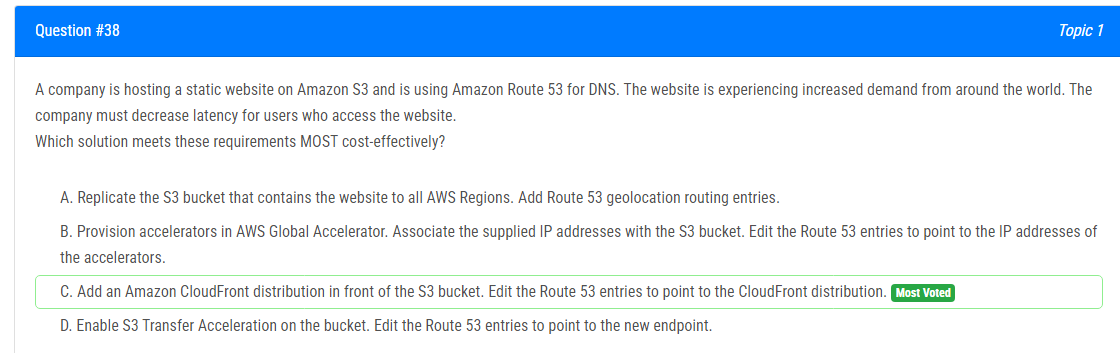 Question #38
Topic 1
A company is hosting a static website on Amazon S3 and is using Amazon Route 53 for DNS. The website is experiencing increased demand from around the world. The
company must decrease latency for users who access the website.
Which solution meets these requirements MOST cost-effectively?
A. Replicate the S3 bucket that contains the website to all AWS Regions. Add Route 53 geolocation routing entries.
B. Provision accelerators in AWS Global Accelerator. Associate the supplied IP addresses with the S3 bucket. Edit the Route 53 entries to point to the IP addresses of
the accelerators.
C. Add an Amazon CloudFront distribution in front of the S3 bucket. Edit the Route 53 entries to point to the CloudFront distribution. Most Voted
D. Enable S3 Transfer Acceleration on the bucket. Edit the Route 53 entries to point to the new endpoint.